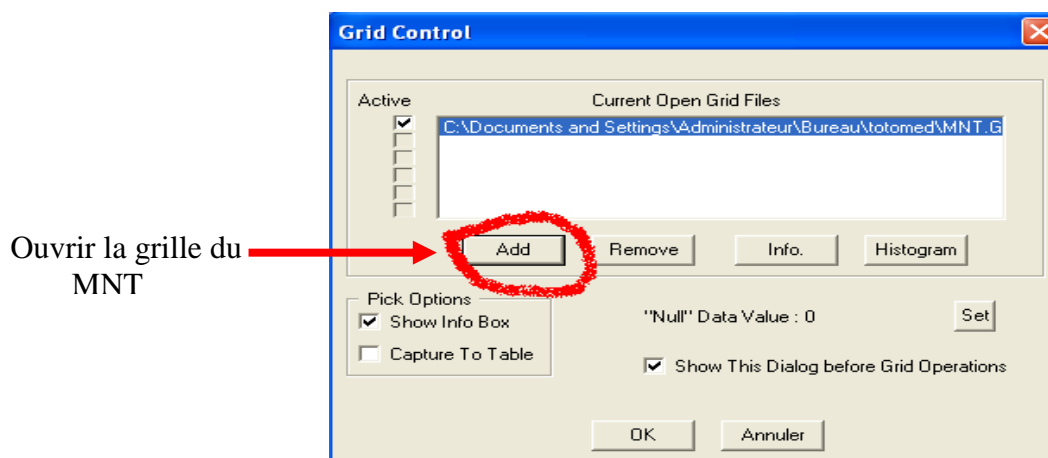 Grid Control
Active
Current Open Grid Files
C:\Documents and Settings\Administrateur\Bureau\totomed\MNT.G
Add
Remove
Info.
Histogram
Ouvrir la grille du
MNT
Pick Options
Show Info Box
Capture To Table
"Null" Data Value : 0
Set
Show This Dialog before Grid Operations
OK
Annuler